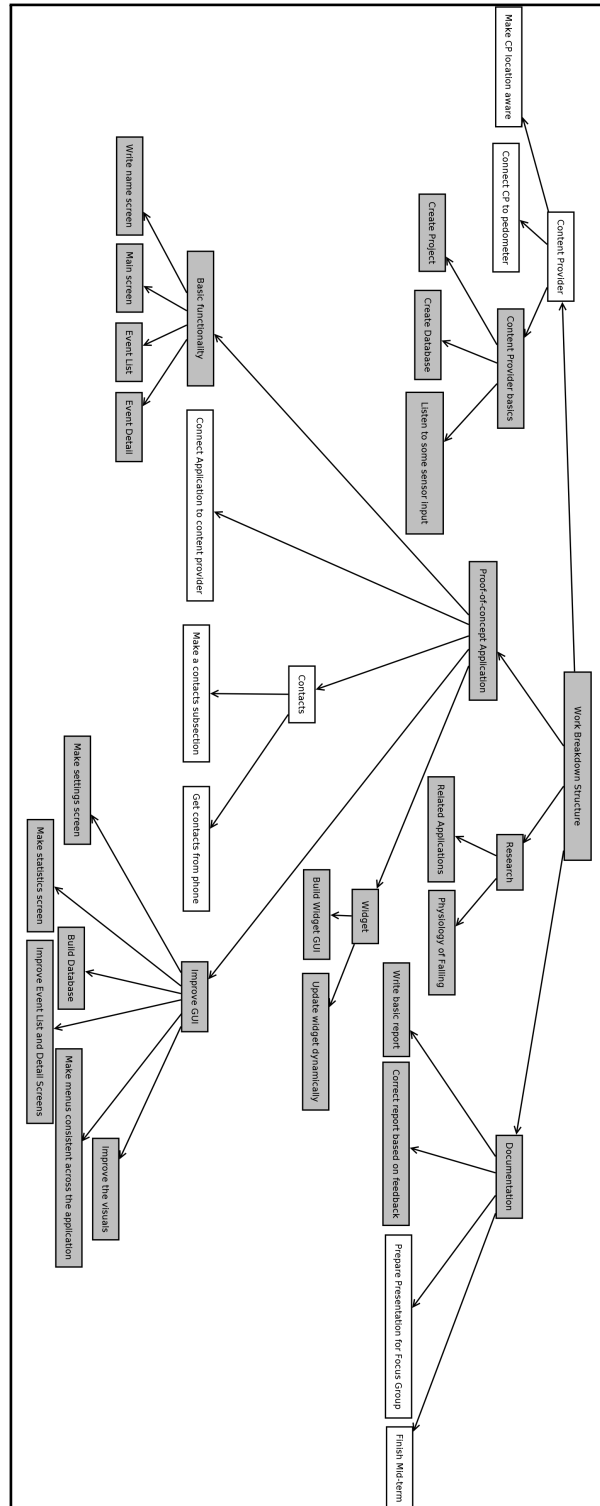 Work Breakdown Structure
Content Provider
Proof-of-concept Application
Research
Documentation
Make CP location aware
Connect CP to pedometer
Content Provider basics
Create Project
Create Database
Listen to some sensor input
Related Applications
Physiology of Falling
Write basic report
Correct report based on feedback
Prepare Presentation for Focus Group
Finish Mid-term
Basic functionality
Connect Application to content provider
Contacts
Widget
Improve GUI
Write name screen
Main screen
Event List
Event Detail
Make a contacts subsection
Get contacts from phone
Build Widget GUI
Update widget dynamically
Make settings screen
Make statistics screen
Build Database
Improve Event List and Detail Screens
Make menus consistent across the application
Improve the visuals